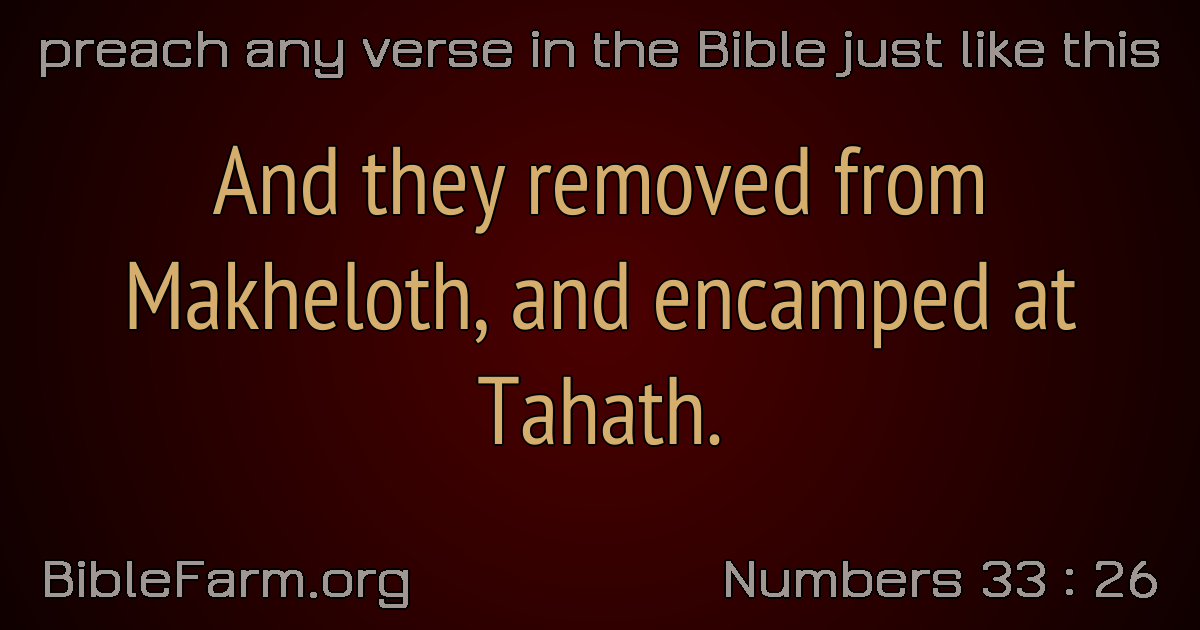 preach any verse in the Bible just like this
And they removed from
Makheloth, and encamped at
Tahath.
BibleFarm.org
Numbers 33 : 26